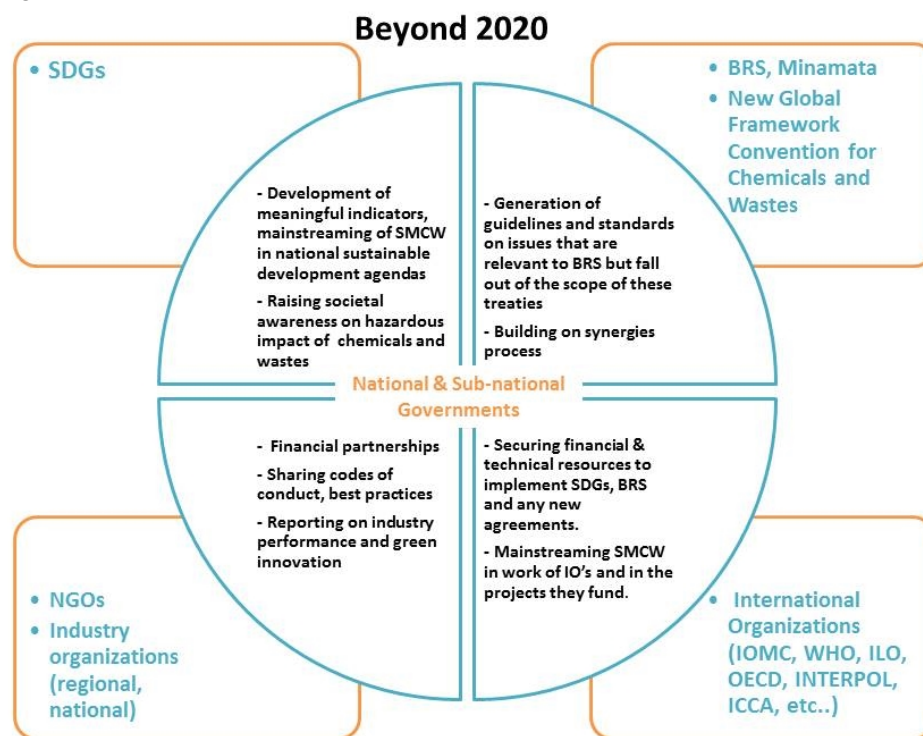 Beyond 2020
• SDGs
• BRS, Minamata
• New Global
Framework
Convention for
Chemicals and
Wastes
- Development of
meaningful indicators,
mainstreaming of SMCW
in national sustainable
development agendas
- Raising societal
awareness on hazardous
impact of chemicals and
wastes
- Generation of
guidelines and standards
on issues that are
relevant to BRS but fall
out of the scope of these
treaties
- Building on synergies
process
National & Sub-national
Governments
- Financial partnerships
- Sharing codes of
conduct, best practices
- Reporting on industry
performance and green
innovation
- Securing financial &
technical resources to
implement SDGs, BRS
and any new
agreements.
- Mainstreaming SMCW
in work of IO's and in the
projects they fund.
• NGOs
• Industry
organizations
(regional,
national)
• International
Organizations
(IOMC, WHO, ILO,
OECD, INTERPOL,
ICCA, etc..)